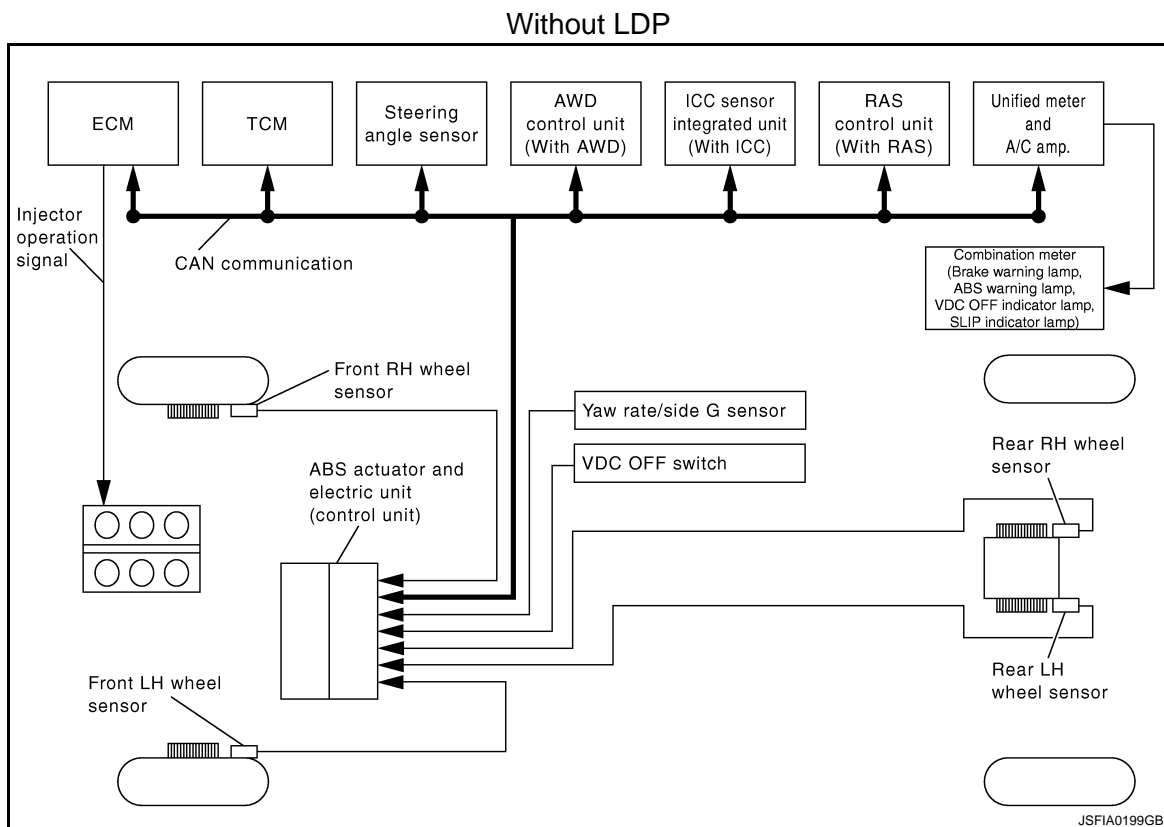 Without LDP
ECM
TCM
Steering
angle sensor
AWD
control unit
(With AWD)
ICC sensor
integrated unit
(With ICC)
RAS
control unit
(With RAS)
Unified meter
and
A/C amp.
Injector
operation
signal
CAN communication
Combination meter
(Brake warning lamp,
ABS warning lamp,
VDC OFF indicator lamp,
SLIP indicator lamp)
Front RH wheel
sensor
Yaw rate/side G sensor
VDC OFF switch
Rear RH wheel
sensor
ABS actuator and
electric unit
(control unit)
Front LH wheel
sensor
Rear LH
wheel sensor
JSFIA0199GB